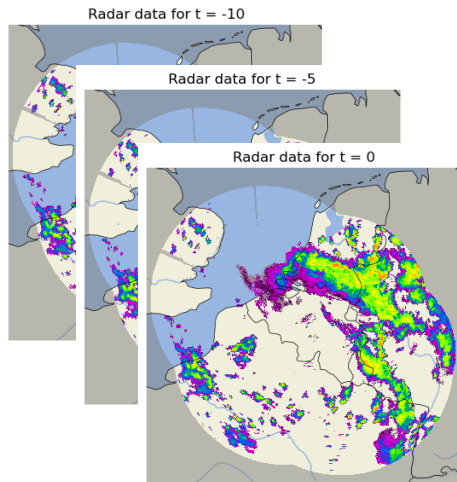 Radar data for t = -10
Radar data for t = -5
Radar data for t = 0